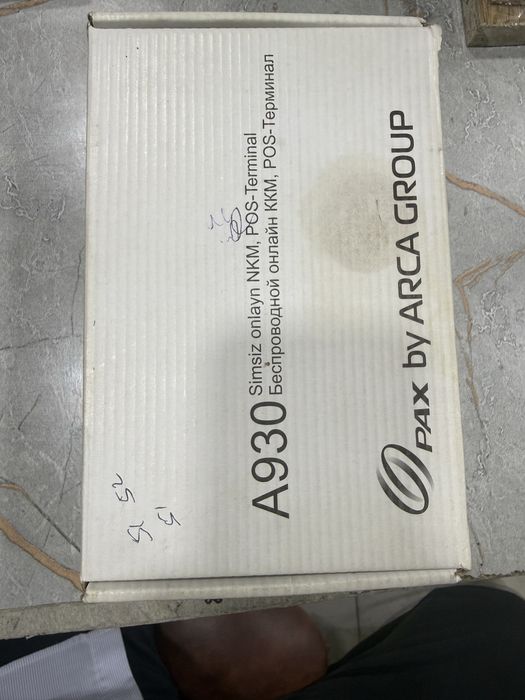 A930
Simsiz onlayn NKM, POS-Terminal
Беспроводной онлайн ККМ, POS-Терминал
PAX by ARCA GROUP